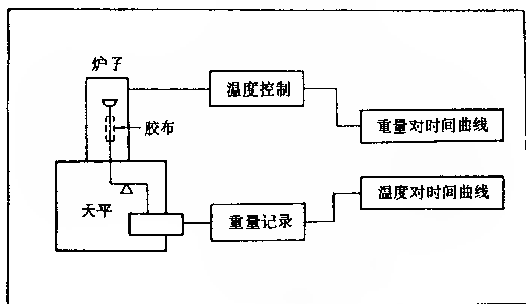 炉子
温度控制
重量对时间曲线
胶布
温度对时间曲线
天平
重量记录